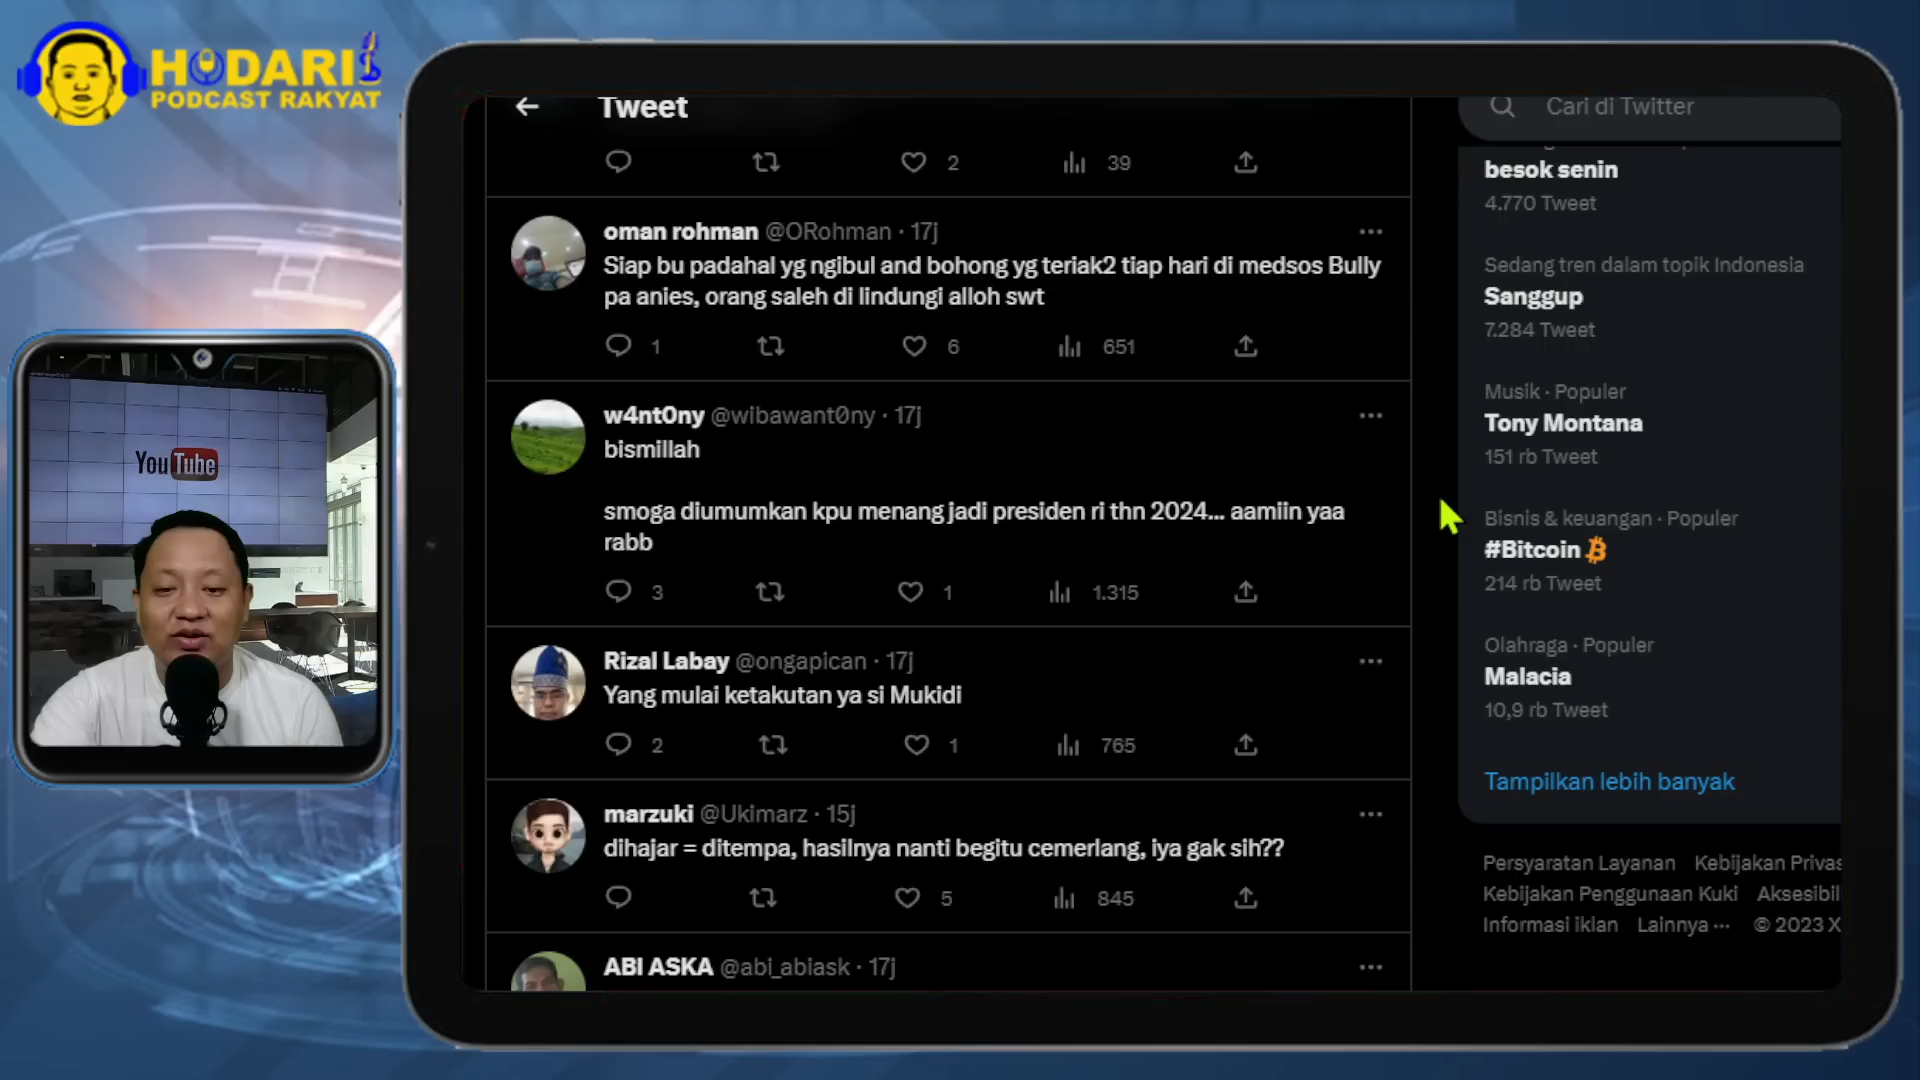 HODARI
PODCAST RAKYAT
YouTube
Tweet
2
39
oman rohman @ORohman · 17j
Siap bu padahal yg ngibul and bohong yg teriak2 tiap hari di medsos Bully
pa anies, orang saleh di lindungi alloh swt
1
6
651
w4nt0ny @wibawant0ny · 17j
bismillah
smoga diumumkan kpu menang jadi presiden ri thn 2024... aamiin yaa
rabb
3
1
1.315
Rizal Labay @ongapican · 17j
Yang mulai ketakutan ya si Mukidi
2
1
765
marzuki @Ukimarz · 15j
dihajar = ditempa, hasilnya nanti begitu cemerlang, iya gak sih??
5
845
ABI ASKA @abi_abiask · 17j
Cari di Twitter
besok senin
4.770 Tweet
Sedang tren dalam topik Indonesia
Sanggup
7.284 Tweet
Musik · Populer
Tony Montana
151 rb Tweet
Bisnis & keuangan · Populer
#Bitcoin
214 rb Tweet
Olahraga · Populer
Malacia
10,9 rb Tweet
Tampilkan lebih banyak
Persyaratan Layanan Kebijakan Privas
Kebijakan Penggunaan Kuki Aksesibil
Informasi iklan Lainnya ··· © 2023 X